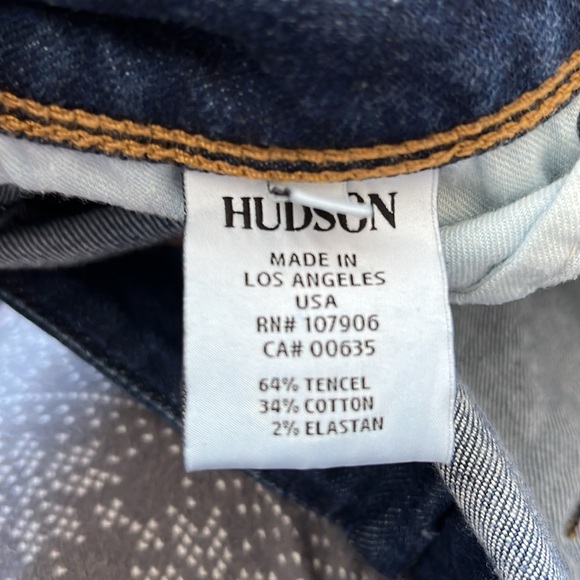 HUDSON
MADE IN
LOS ANGELES
USA
RN# 107906
CA# 00635
64% TENCEL
34% COTTON
2% ELASTAN